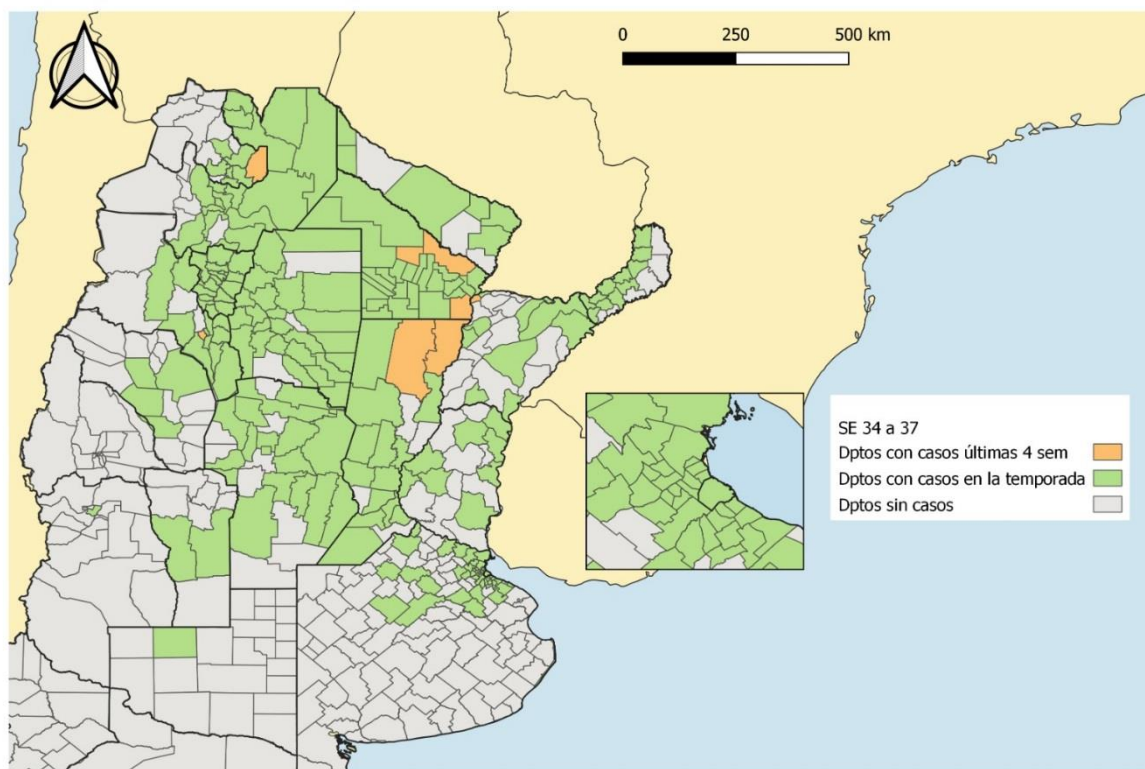 0 250 500 km
SE 34 a 37
Dptos con casos últimas 4 sem
Dptos con casos en la temporada
Dptos sin casos